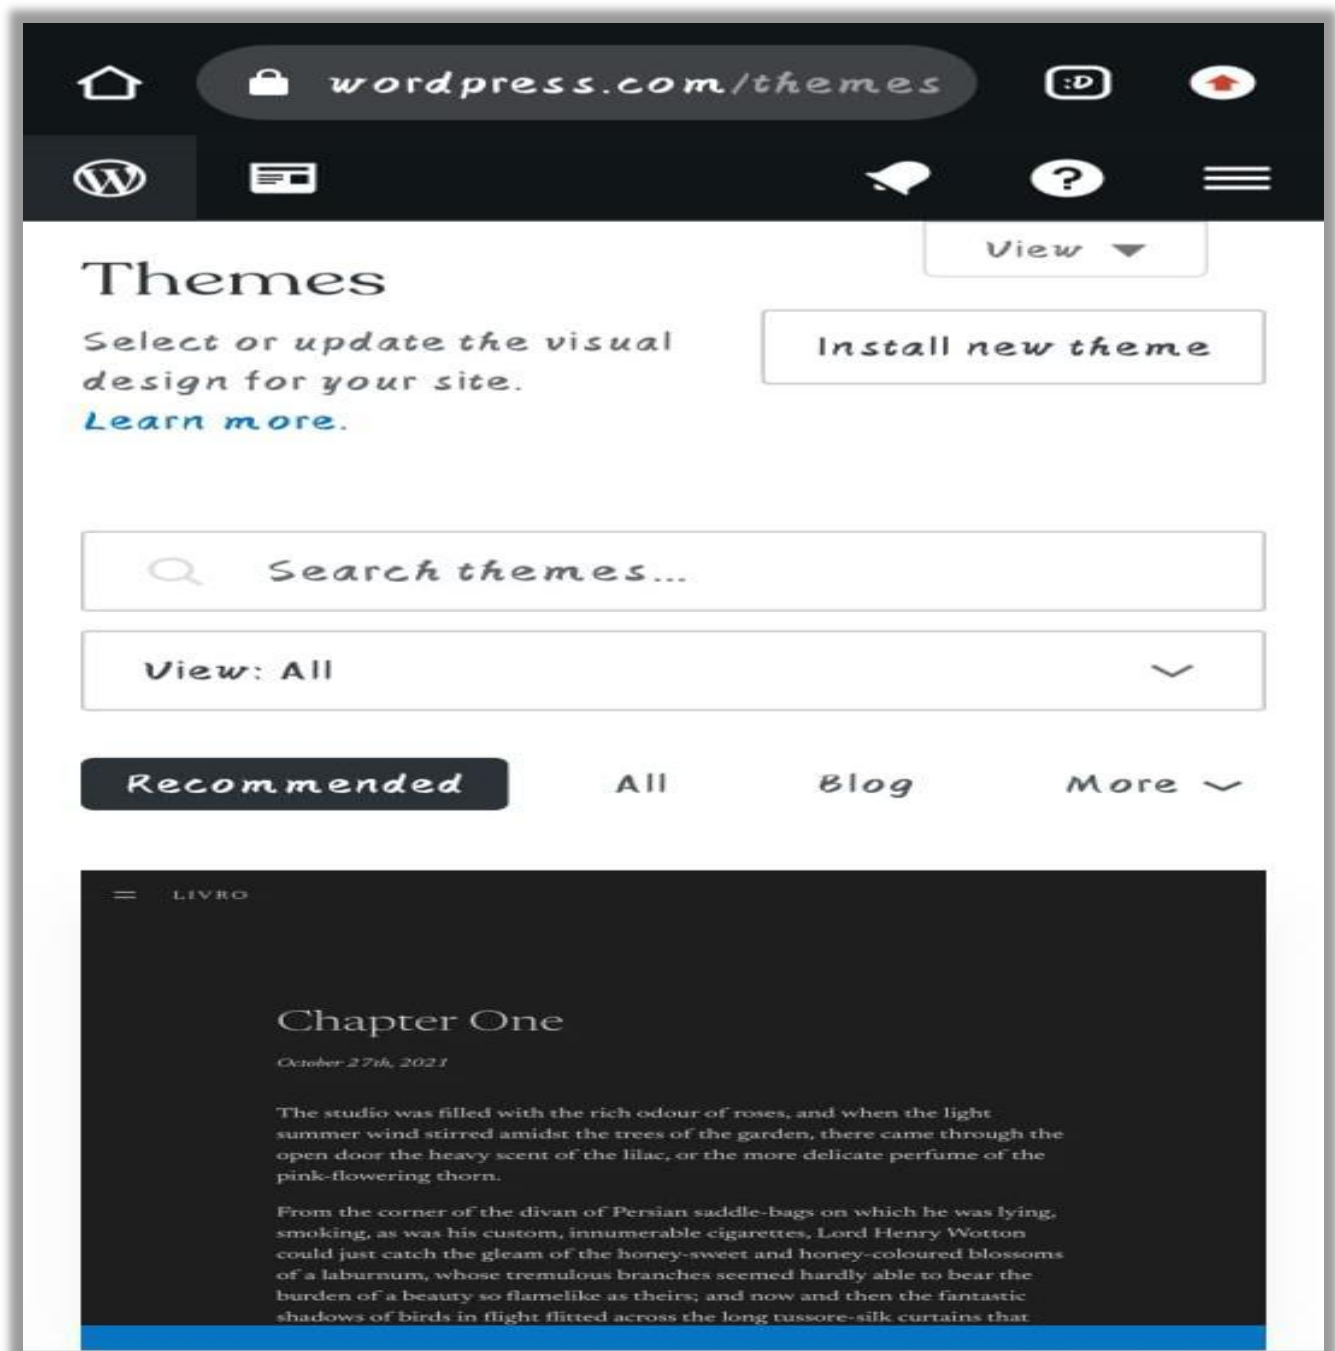 wordpress.com/themes
:D
View
Themes
Select or update the visual
design for your site.
Learn more.
Install new theme
Search themes...
View: All
Recommended All Blog More
LIVRO
Chapter One
October 27th, 2021
The studio was filled with the rich odour of roses, and when the light
summer wind stirred amidst the trees of the garden, there came through the
open door the heavy scent of the lilac, or the more delicate perfume of the
pink-flowering thorn.
From the corner of the divan of Persian saddle-bags on which he was lying,
smoking, as was his custom, innumerable cigarettes, Lord Henry Wotton
could just catch the gleam of the honey-sweet and honey-coloured blossoms
of a laburnum, whose tremulous branches seemed hardly able to bear the
burden of a beauty so flamelike as theirs; and now and then the fantastic
shadows of birds in flight flitted across the long tussore-silk curtains that